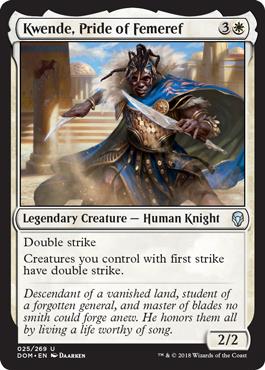 Kwende, Pride of Femeref 3
Legendary Creature — Human Knight
Double strike
Creatures you control with first strike
have double strike.
Descendant of a vanished land, student of
a forgotten general, and master of blades no
smith could forge anew. He honors them all
by living a life worthy of song.
2/2
025/269 U
DOM • EN Daarken
™ & © 2018 Wizards of the Coast